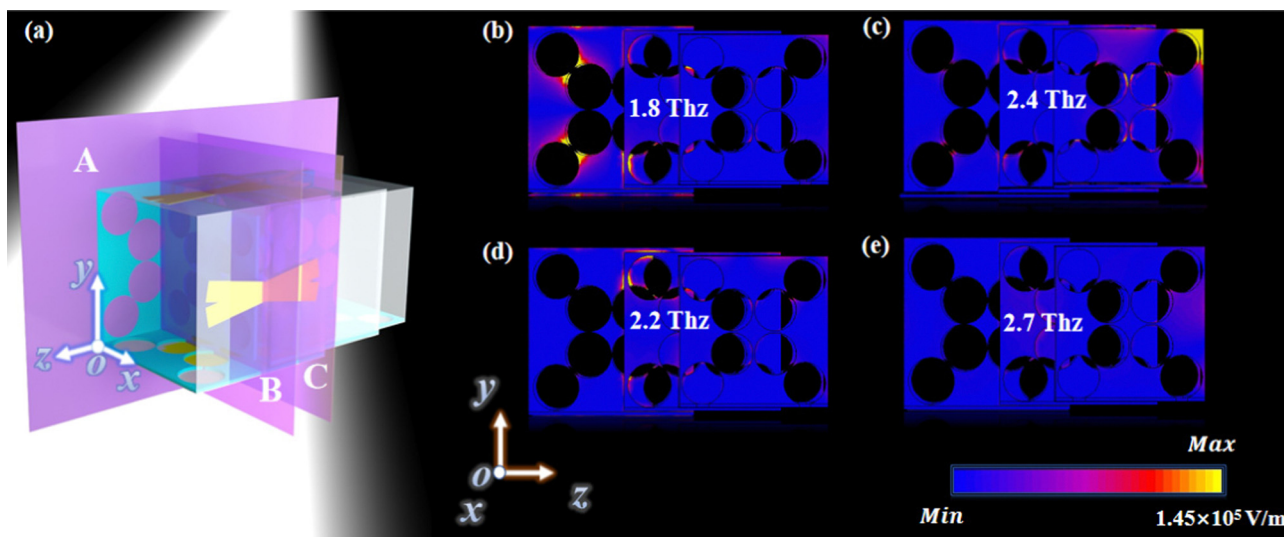 (a)
A
y
z
o
x
B
C
(b)
1.8 Thz
(c)
2.4 Thz
(d)
2.2 Thz
(e)
2.7 Thz
y
o
z
x
Max
Min
1.45×10⁵ V/m